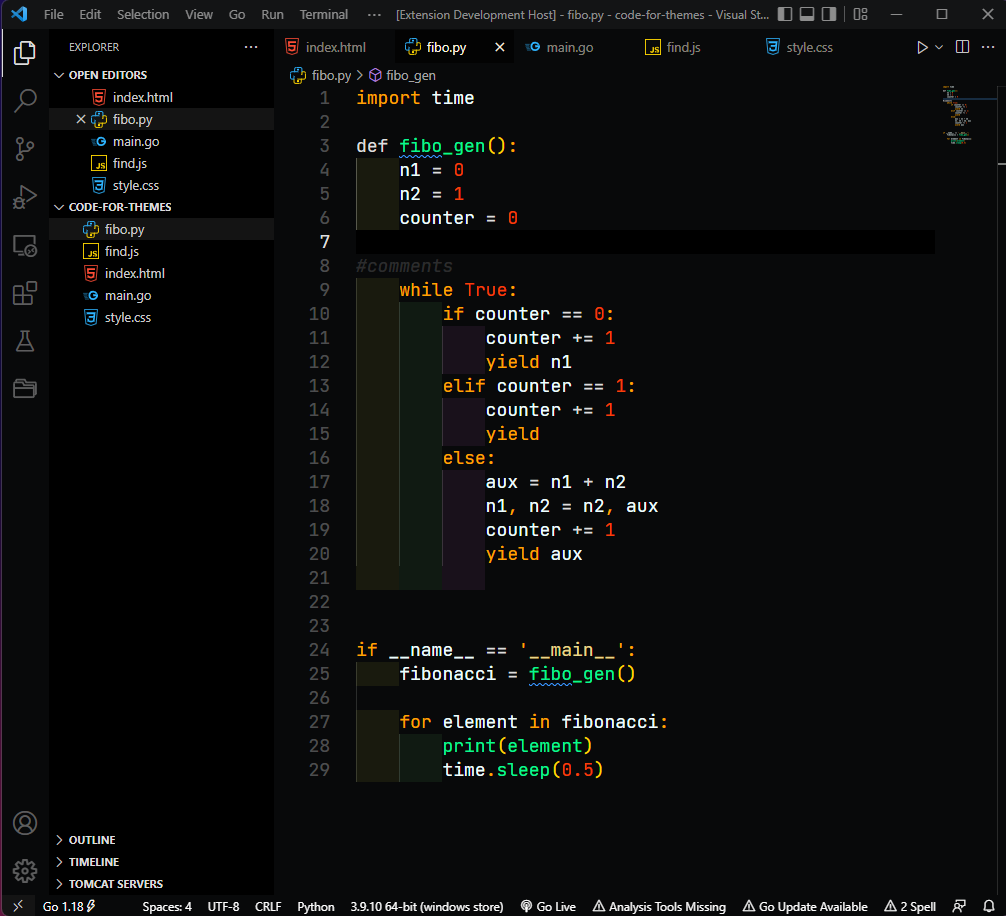 File Edit Selection View Go Run Terminal ··· [Extension Development Host] - fibo.py - code-for-themes - Visual St...
EXPLORER ···
OPEN EDITORS
index.html
fibo.py
main.go
find.js
style.css
CODE-FOR-THEMES
fibo.py
find.js
index.html
main.go
style.css
OUTLINE
TIMELINE
TOMCAT SERVERS
index.html fibo.py main.go find.js style.css
fibo.py > fibo_gen
1 import time
2
3 def fibo_gen():
4 n1 = 0
5 n2 = 1
6 counter = 0
7
8 #comments
9 while True:
10 if counter == 0:
11 counter += 1
12 yield n1
13 elif counter == 1:
14 counter += 1
15 yield
16 else:
17 aux = n1 + n2
18 n1, n2 = n2, aux
19 counter += 1
20 yield aux
21
22
23
24 if __name__ == '__main__':
25 fibonacci = fibo_gen()
26
27 for element in fibonacci:
28 print(element)
29 time.sleep(0.5)
Go 1.18 Spaces: 4 UTF-8 CRLF Python 3.9.10 64-bit (windows store) Go Live Analysis Tools Missing Go Update Available 2 Spell